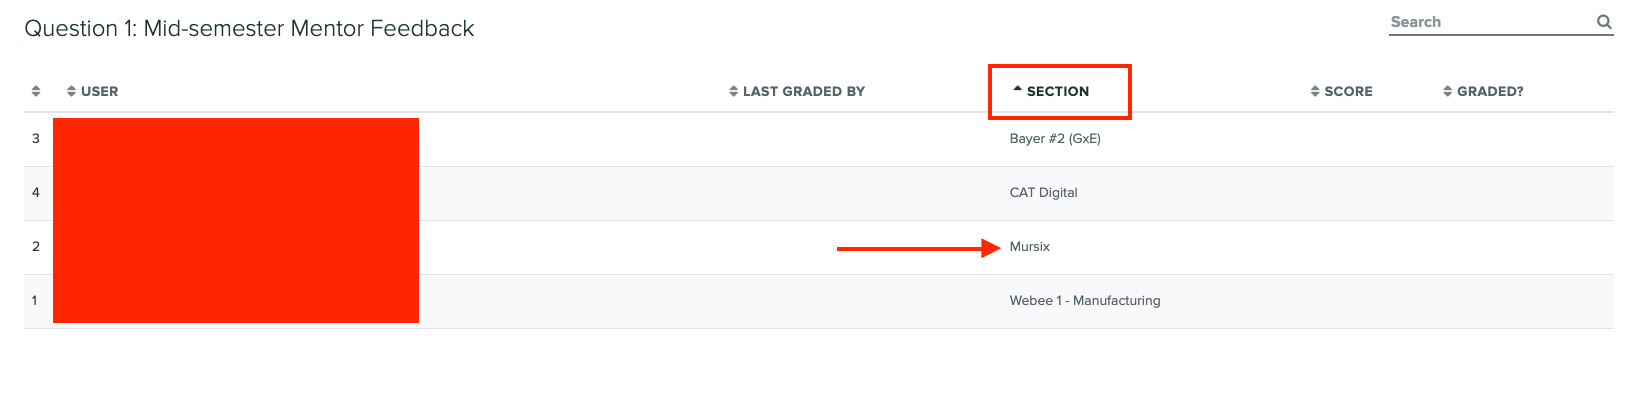 Question 1: Mid-semester Mentor Feedback
Search
USER LAST GRADED BY SECTION SCORE GRADED?
3 Bayer #2 (GxE)
4 CAT Digital
2 Mursix
1 Webee 1 - Manufacturing